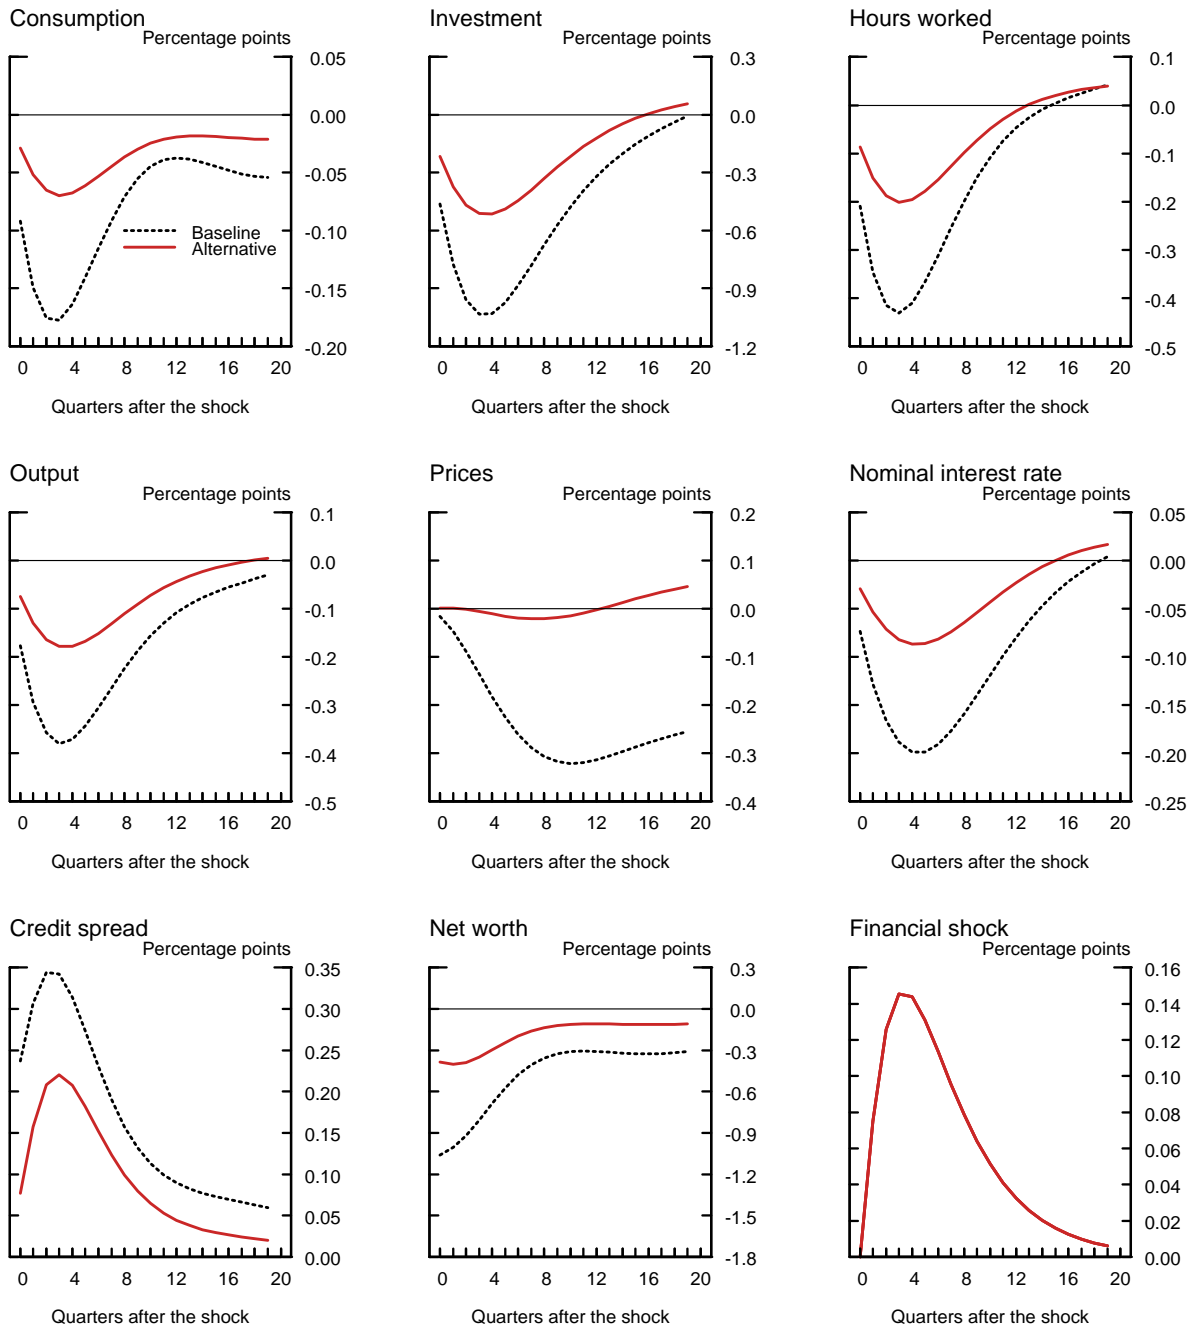 Consumption
Percentage points
0.05
0.00
-0.05
-0.10
-0.15
-0.20
Baseline
Alternative
0 4 8 12 16 20
Quarters after the shock
Investment
Percentage points
0.3
0.0
-0.3
-0.6
-0.9
-1.2
0 4 8 12 16 20
Quarters after the shock
Hours worked
Percentage points
0.1
0.0
-0.1
-0.2
-0.3
-0.4
-0.5
0 4 8 12 16 20
Quarters after the shock
Output
Percentage points
0.1
0.0
-0.1
-0.2
-0.3
-0.4
-0.5
0 4 8 12 16 20
Quarters after the shock
Prices
Percentage points
0.2
0.1
0.0
-0.1
-0.2
-0.3
-0.4
0 4 8 12 16 20
Quarters after the shock
Nominal interest rate
Percentage points
0.05
0.00
-0.05
-0.10
-0.15
-0.20
-0.25
0 4 8 12 16 20
Quarters after the shock
Credit spread
Percentage points
0.35
0.30
0.25
0.20
0.15
0.10
0.05
0.00
0 4 8 12 16 20
Quarters after the shock
Net worth
Percentage points
0.3
0.0
-0.3
-0.6
-0.9
-1.2
-1.5
-1.8
0 4 8 12 16 20
Quarters after the shock
Financial shock
Percentage points
0.16
0.14
0.12
0.10
0.08
0.06
0.04
0.02
0.00
0 4 8 12 16 20
Quarters after the shock